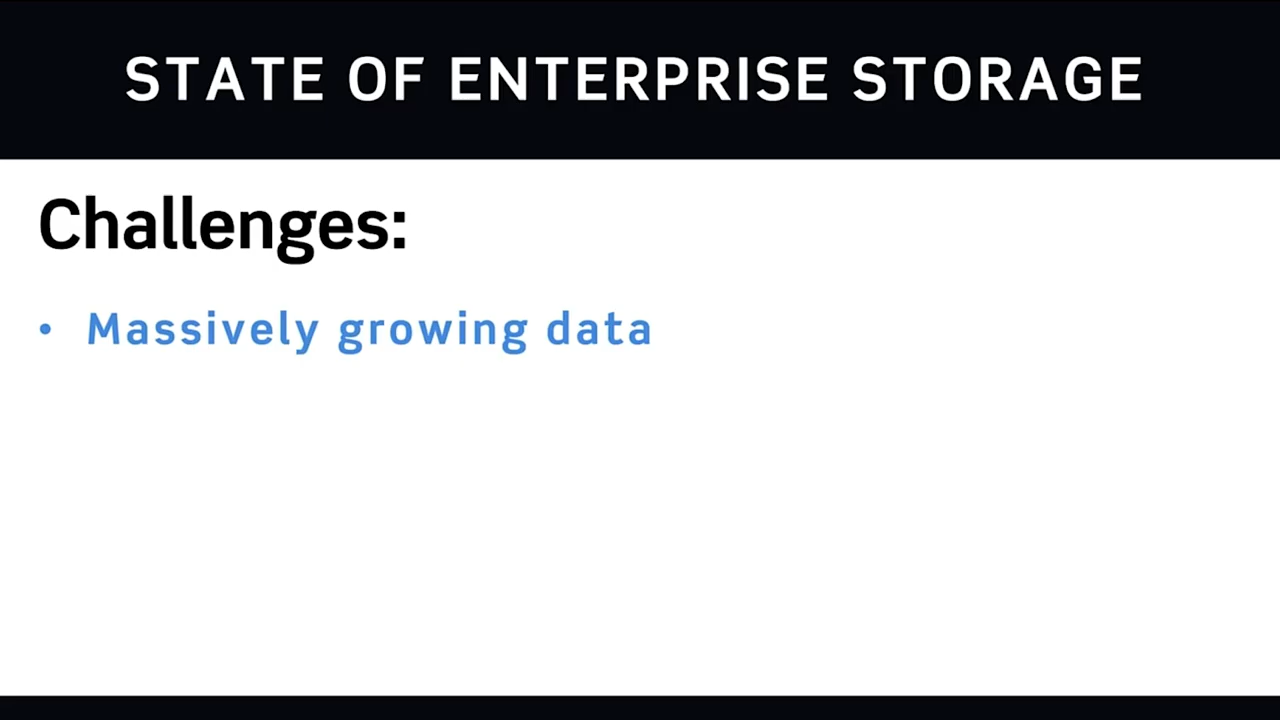 STATE OF ENTERPRISE STORAGE
Challenges:
• Massively growing data